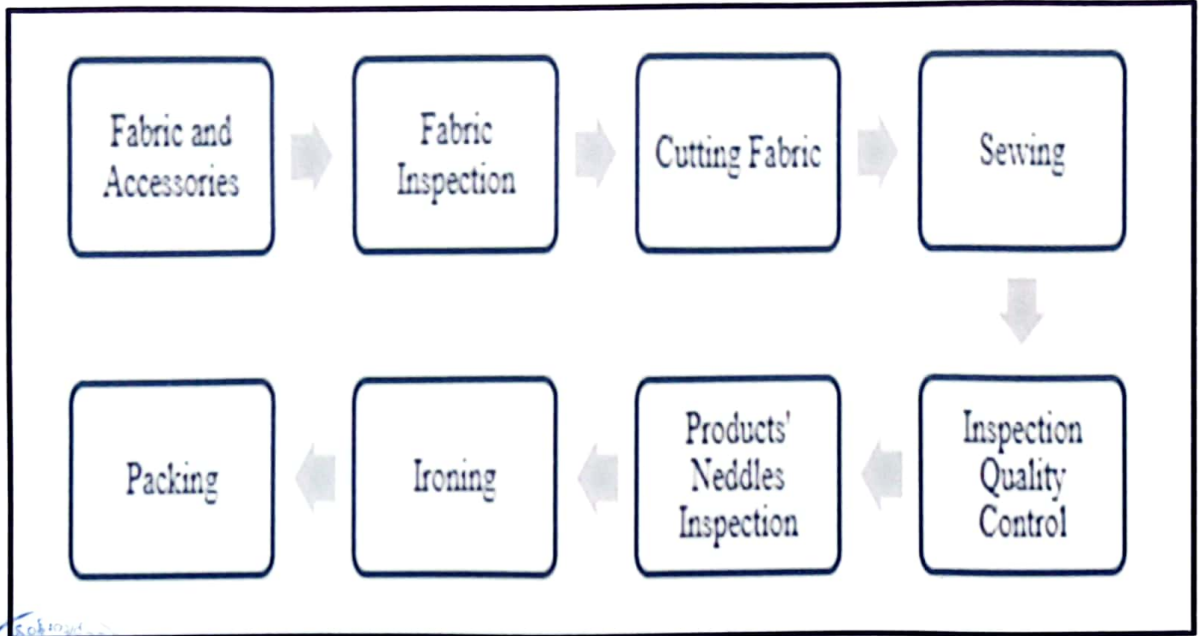 Fabric and
Accessories
Fabric
Inspection
Cutting Fabric
Sewing
Inspection
Quality
Control
Products'
Neddles
Inspection
Ironing
Packing